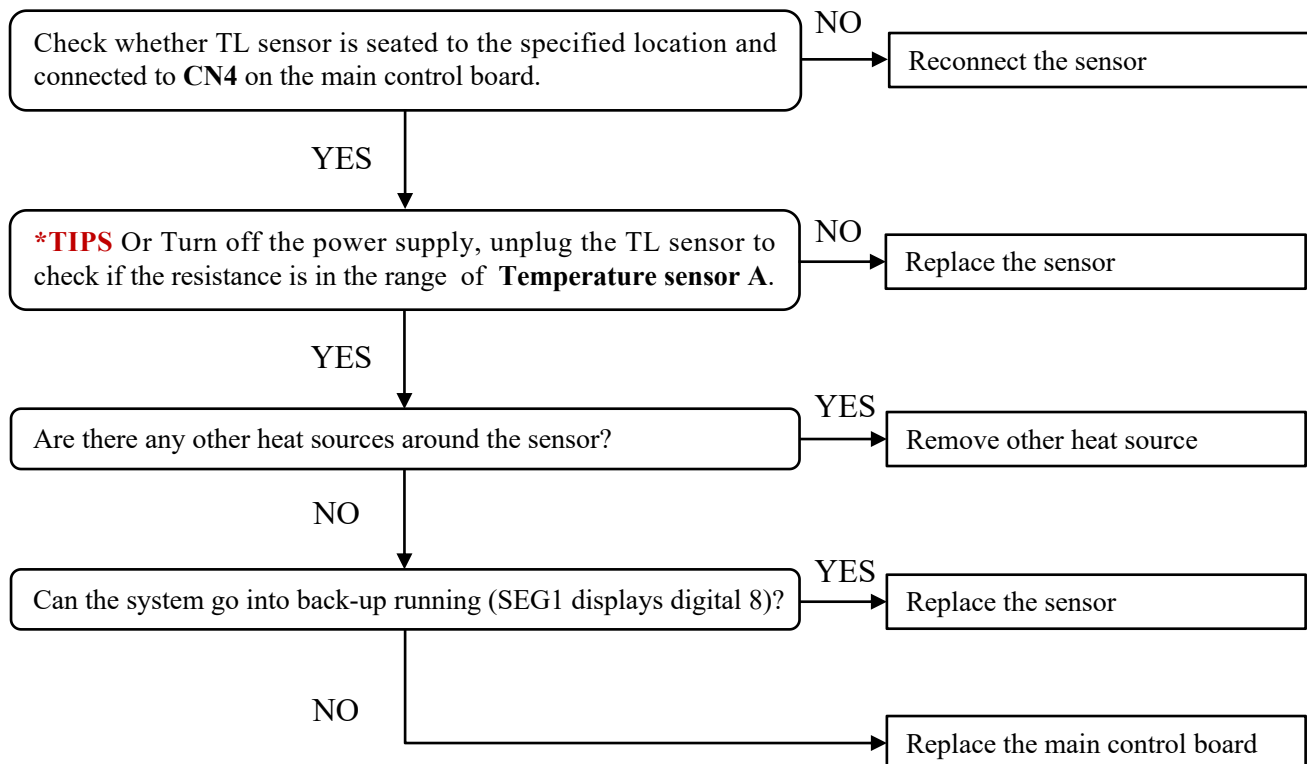 Check whether TL sensor is seated to the specified location and
connected to CN4 on the main control board.
NO
Reconnect the sensor
YES
*TIPS Or Turn off the power supply, unplug the TL sensor to
check if the resistance is in the range of Temperature sensor A.
NO
Replace the sensor
YES
Are there any other heat sources around the sensor?
YES
Remove other heat source
NO
Can the system go into back-up running (SEG1 displays digital 8)?
YES
Replace the sensor
NO
Replace the main control board